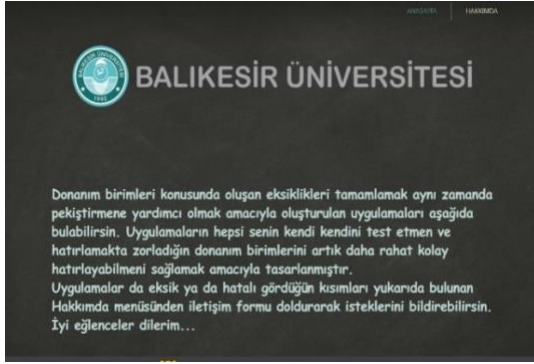 ANASAYFA HAKKIMDA
BALIKESİR ÜNİVERSİTESİ
Donanım birimleri konusunda oluşan eksiklikleri tamamlamak aynı zamanda
pekiştirmene yardımcı olmak amacıyla oluşturulan uygulamaları aşağıda
bulabilirsin. Uygulamaların hepsi senin kendi kendini test etmen ve
hatırlamakta zorladığın donanım birimlerini artık daha rahat kolay
hatırlayabilmeni sağlamak amacıyla tasarlanmıştır.
Uygulamalar da eksik ya da hatalı gördüğün kısımları yukarıda bulunan
Hakkımda menüsünden iletişim formu doldurarak isteklerini bildirebilirsin.
İyi eğlenceler dilerim...